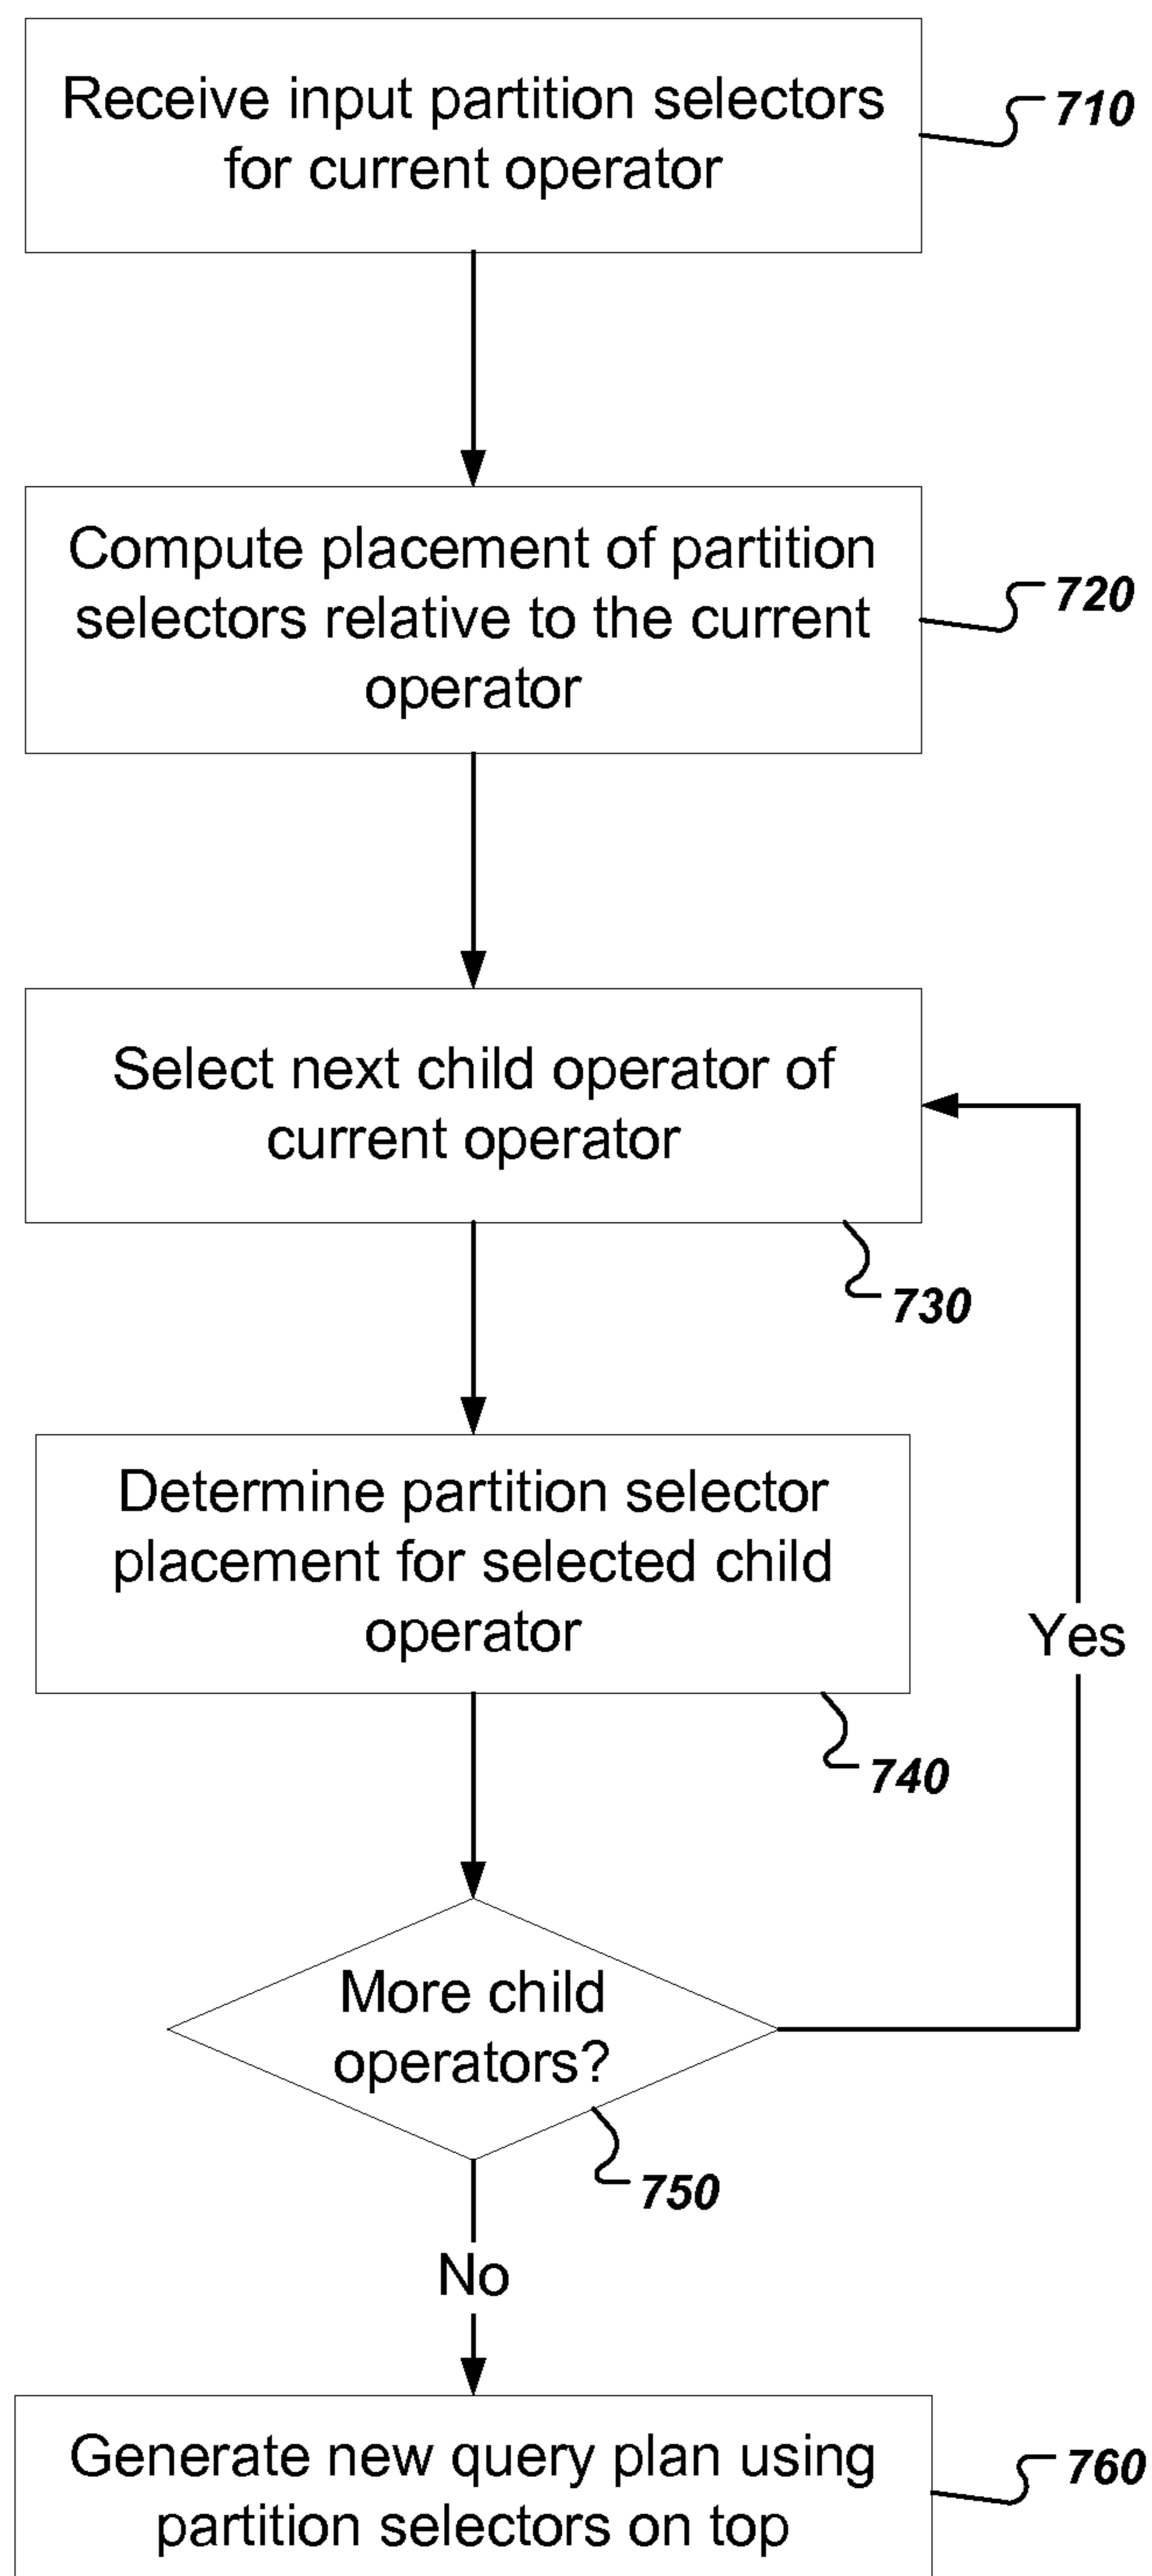 Receive input partition selectors
for current operator
710
Compute placement of partition
selectors relative to the current
operator
720
Select next child operator of
current operator
730
Determine partition selector
placement for selected child
operator
Yes
740
More child
operators?
750
No
Generate new query plan using
partition selectors on top
760